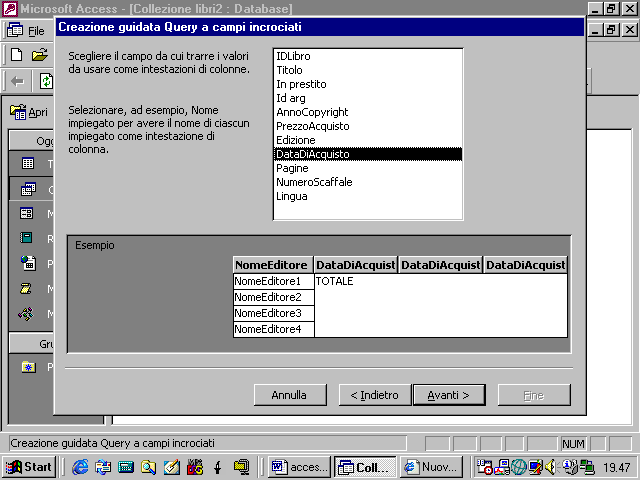 Microsoft Access - [Collezione libri2 : Database]
File
Creazione guidata Query a campi incrociati
Scegliere il campo da cui trarre i valori
da usare come intestazioni di colonne.
Selezionare, ad esempio, Nome
impiegato per avere il nome di ciascun
impiegato come intestazione di
colonna.
IDLibro
Titolo
In prestito
Id arg
AnnoCopyright
PrezzoAcquisto
Edizione
DataDiAcquisto
Pagine
NumeroScaffale
Lingua
Apri
Ogg
T
M
R
P
M
M
Gru
P
Esempio
NomeEditore DataDiAcquist DataDiAcquist DataDiAcquist
NomeEditore1 TOTALE
NomeEditore2
NomeEditore3
NomeEditore4
Annulla < Indietro Avanti > Fine
Creazione guidata Query a campi incrociati NUM
Start acces... Coll... Nuov... 19.47